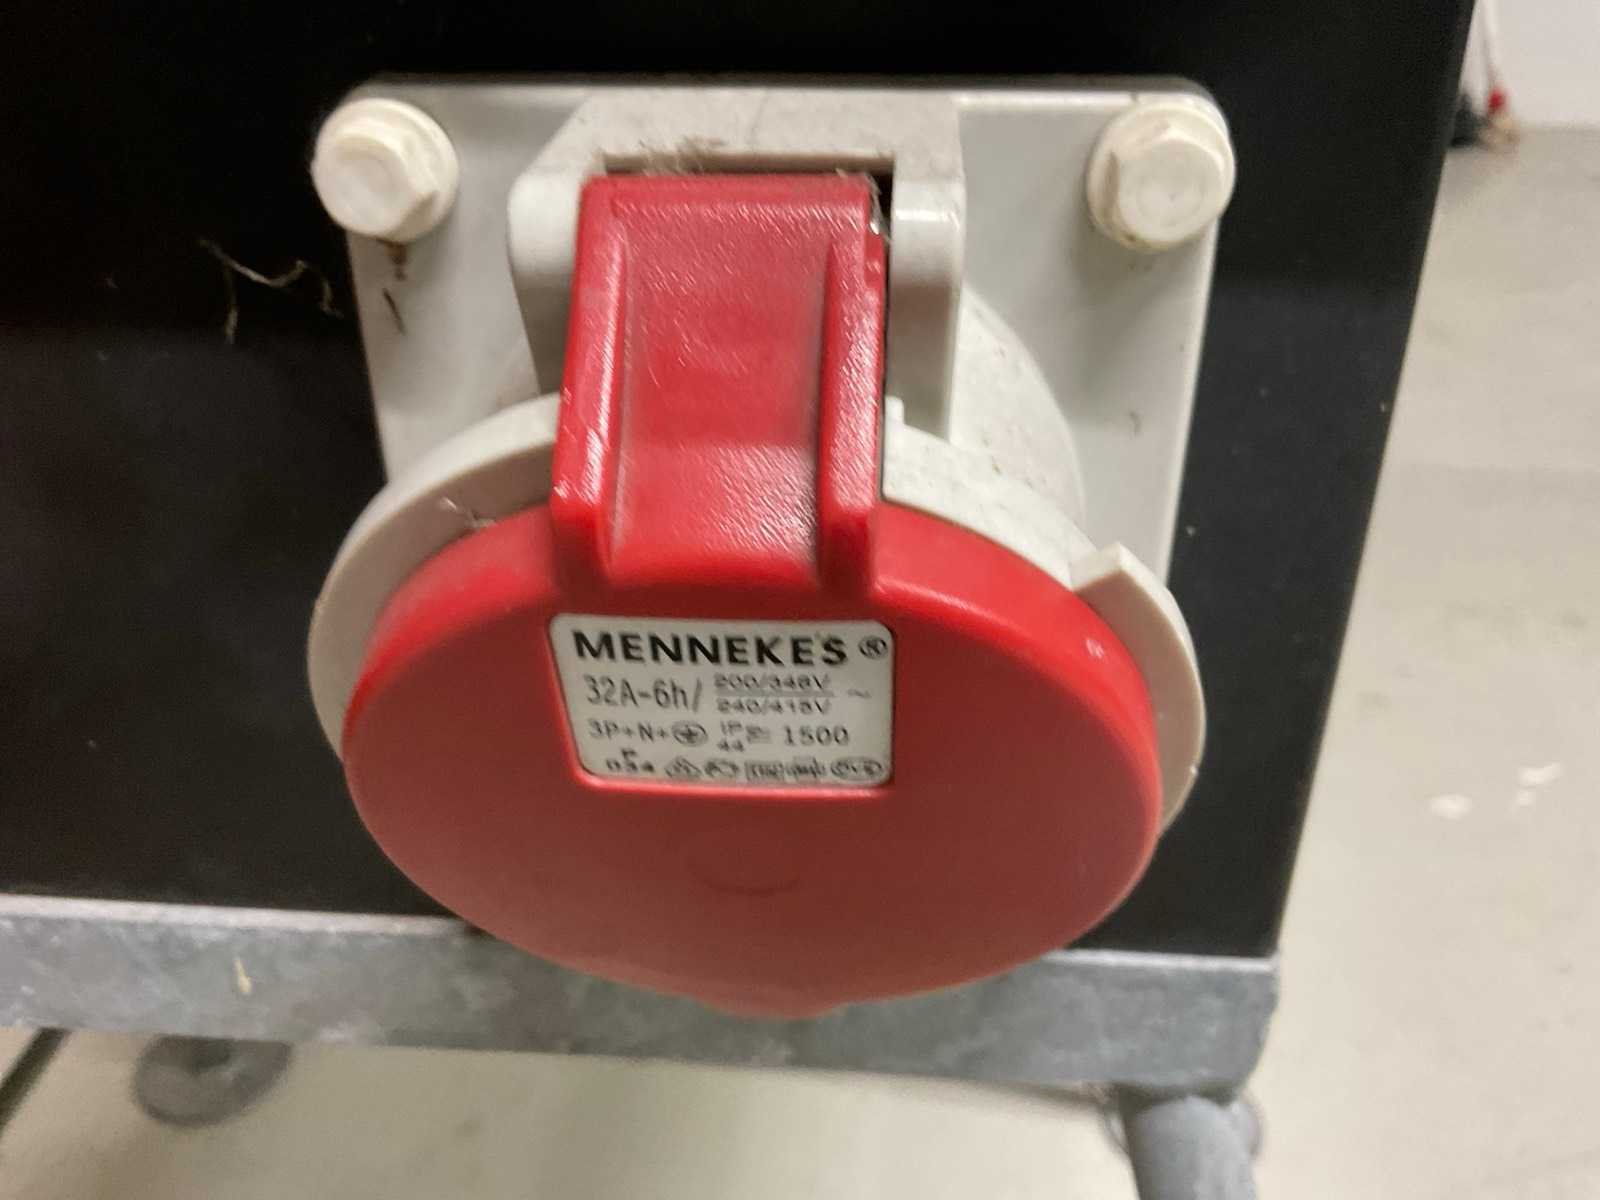 MENNEKES®
32A-6h/ 200/346V 240/415V ~
3P+N+⏚ IP 44 1500